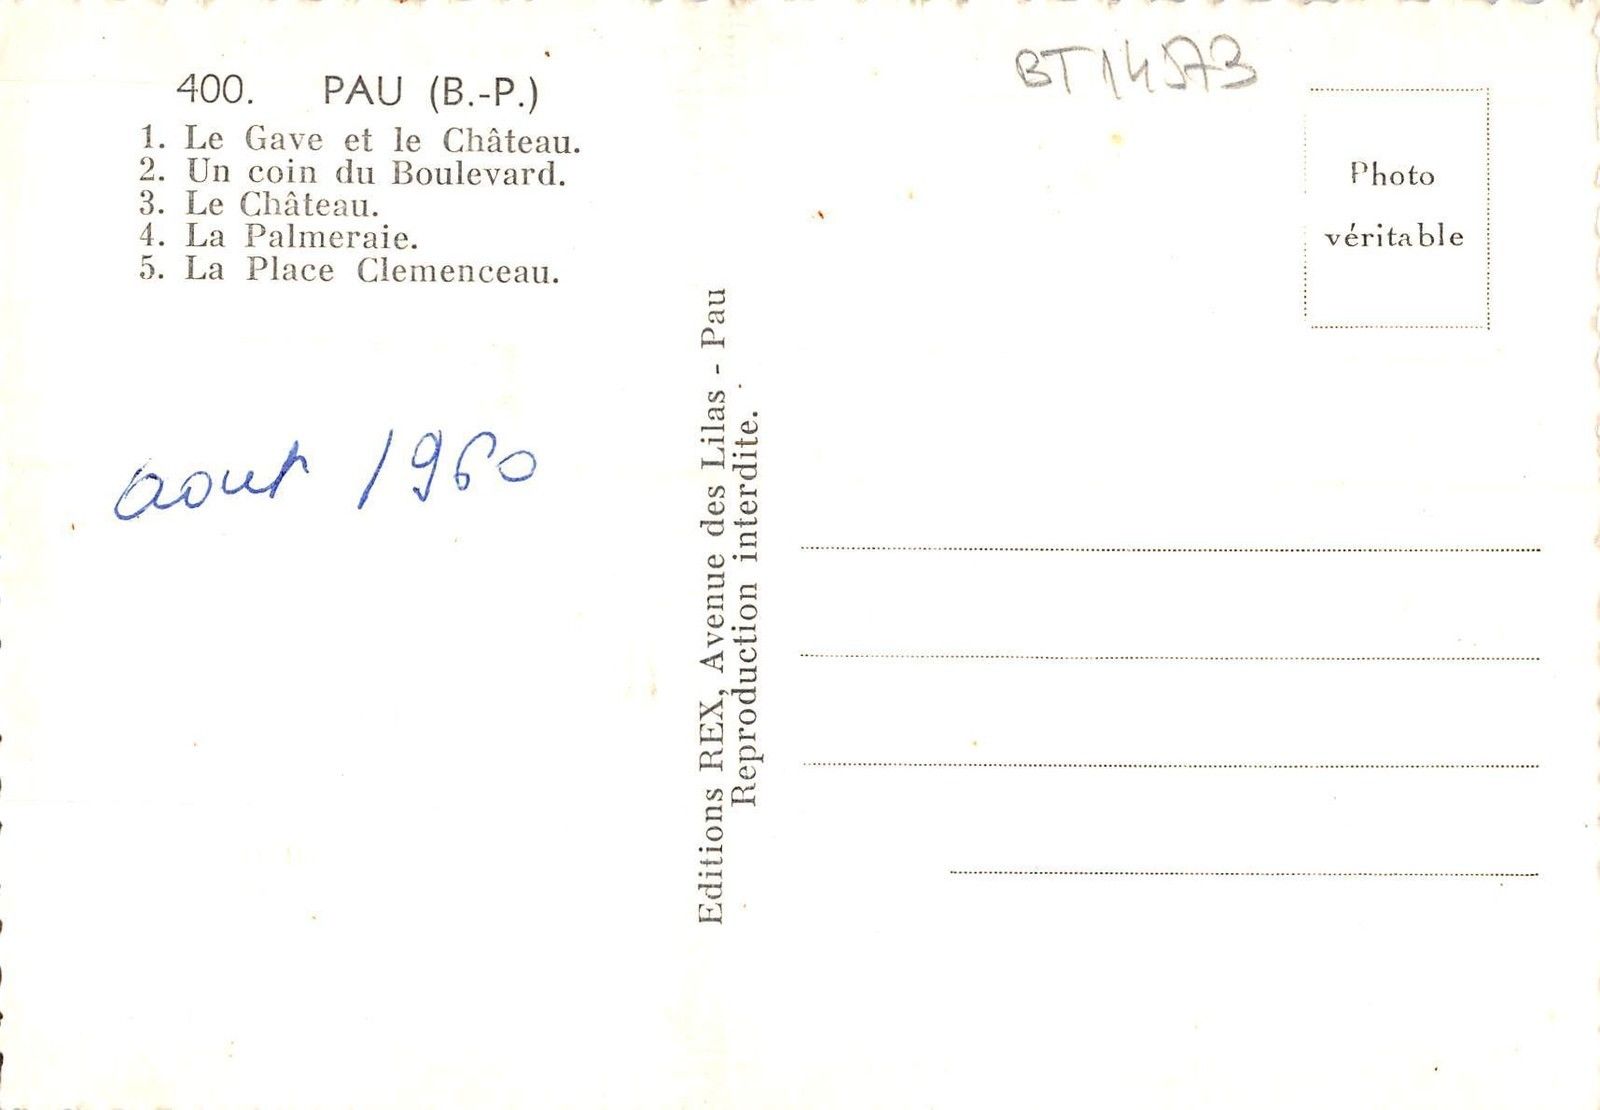 BT14573
400. PAU (B.-P.)
1. Le Gave et le Château.
2. Un coin du Boulevard.
3. Le Château.
4. La Palmeraie.
5. La Place Clemenceau.
aout 1960
Editions REX, Avenue des Lilas - Pau
Reproduction interdite.
Photo
véritable